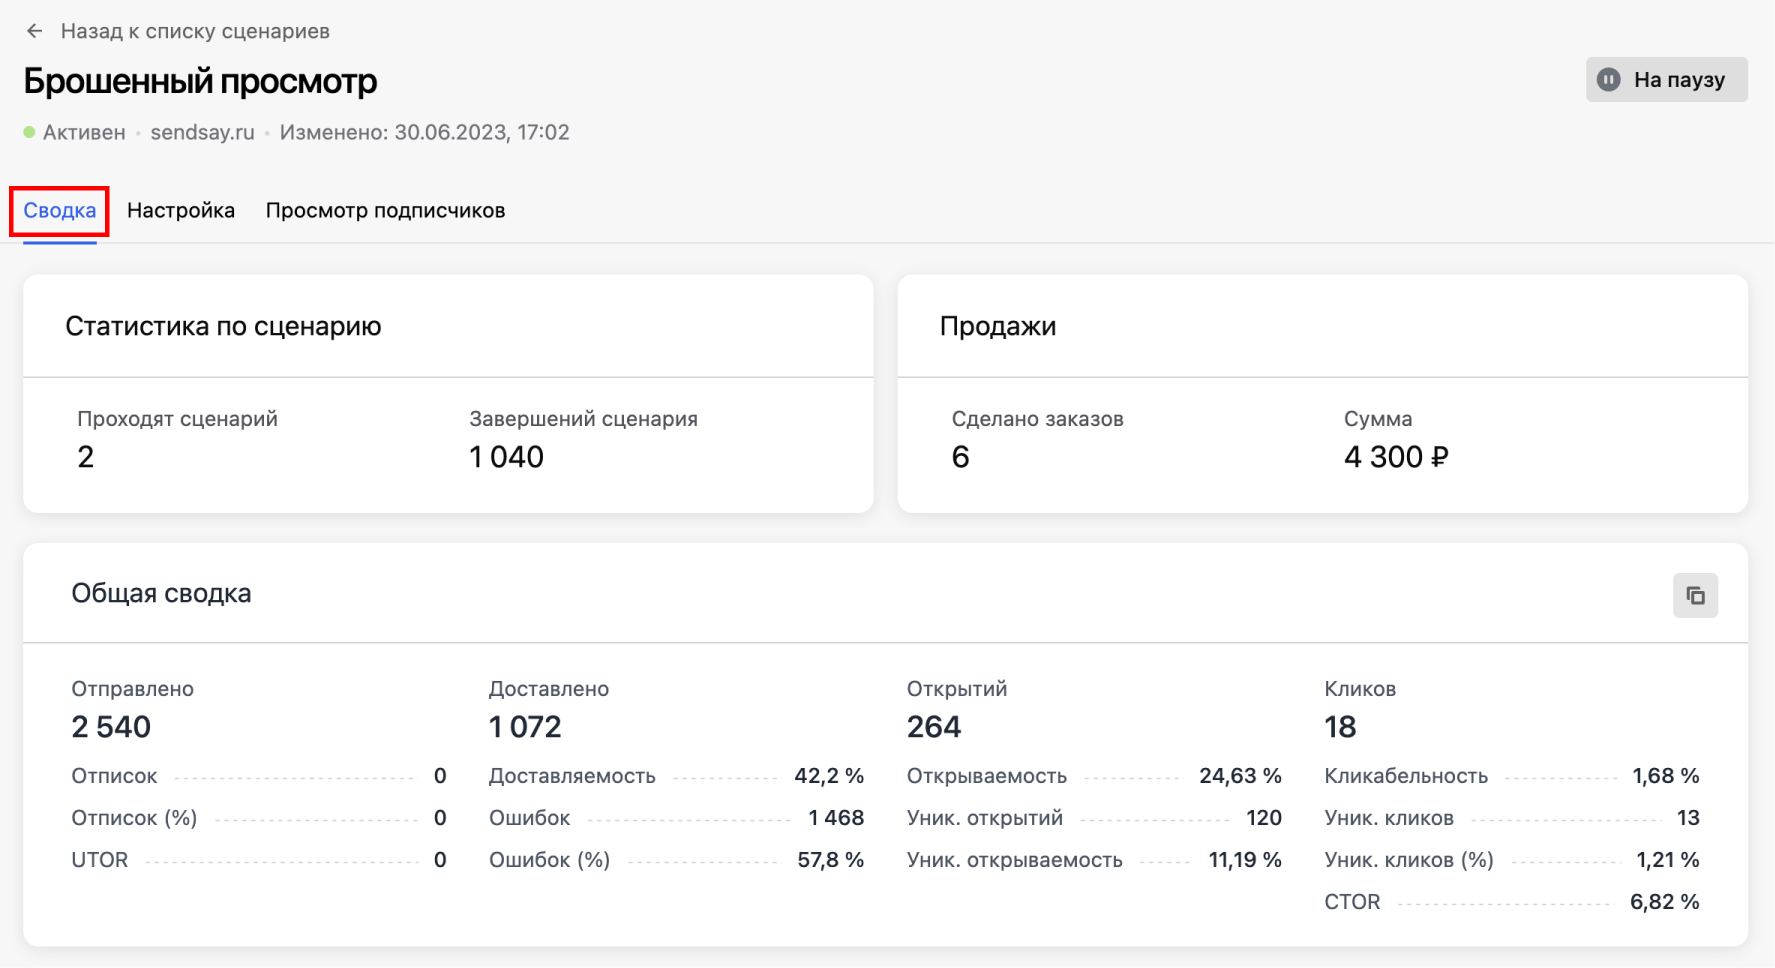 Назад к списку сценариев
Брошенный просмотр
На паузу
Активен • sendsay.ru • Изменено: 30.06.2023, 17:02
Сводка Настройка Просмотр подписчиков
Статистика по сценарию
Проходят сценарий Завершений сценария
2 1 040
Продажи
Сделано заказов Сумма
6 4 300 ₽
Общая сводка
Отправлено
2 540
Отписок 0
Отписок (%) 0
UTOR 0
Доставлено
1 072
Доставляемость 42,2 %
Ошибок 1 468
Ошибок (%) 57,8 %
Открытий
264
Открываемость 24,63 %
Уник. открытий 120
Уник. открываемость 11,19 %
Кликов
18
Кликабельность 1,68 %
Уник. кликов 13
Уник. кликов (%) 1,21 %
CTOR 6,82 %